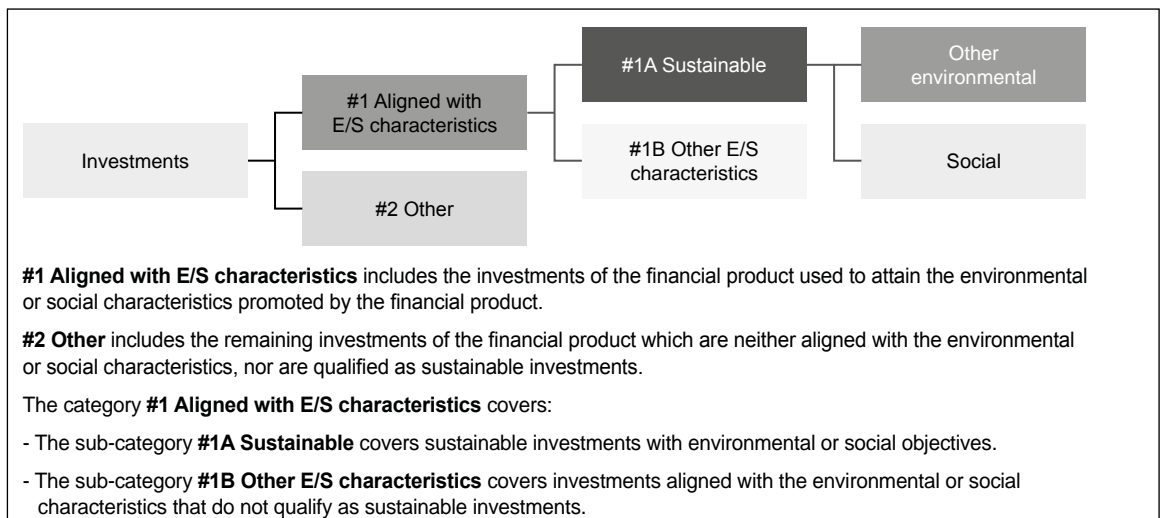 Investments
#1 Aligned with
E/S characteristics
#2 Other
#1A Sustainable
#1B Other E/S
characteristics
Other
environmental
Social
#1 Aligned with E/S characteristics includes the investments of the financial product used to attain the environmental
or social characteristics promoted by the financial product.
#2 Other includes the remaining investments of the financial product which are neither aligned with the environmental
or social characteristics, nor are qualified as sustainable investments.
The category #1 Aligned with E/S characteristics covers:
- The sub-category #1A Sustainable covers sustainable investments with environmental or social objectives.
- The sub-category #1B Other E/S characteristics covers investments aligned with the environmental or social
characteristics that do not qualify as sustainable investments.